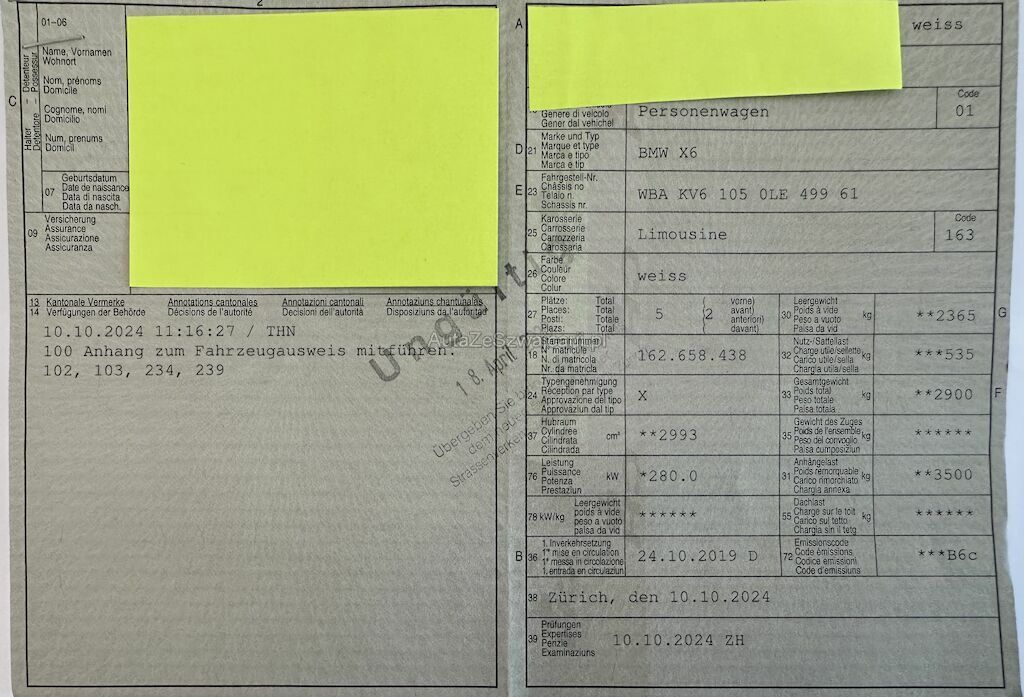 2
01-06
C
Halter – Détenteur
Detentore – Possessur
Name, Vornamen
Wohnort
Nom, prénoms
Domicile
Cognome, nomi
Domicilio
Num, prenums
Domicil
07
Geburtsdatum
Date de naissance
Data di nascita
Data da nasch.
09
Versicherung
Assurance
Assicurazione
Assicuranza
13
14
Kantonale Vermerke
Verfügungen der Behörde
Annotations cantonales
Décisions de l'autorité
Annotazioni cantonali
Decisioni dell'autorità
Annotaziuns chantunalas
Disposiziuns da l'autoritad
10.10.2024 11:16:27 / THN
100 Anhang zum Fahrzeugausweis mitführen.
102, 103, 234, 239
Ungültig
18. April
Übergeben Sie
dem neu
Strassenverke
AutaZeSzwajcarii.pl
A
weiss
Genere di veicolo
Gener dal vehichel
Personenwagen
Code
01
D
21
Marke und Typ
Marque et type
Marca e tipo
Marca e tip
BMW X6
E
23
Fahrgestell-Nr.
Châssis no
Telaio n.
Schassis nr.
WBA KV6 105 0LE 499 61
25
Karosserie
Carrosserie
Carrozzeria
Carossaria
Limousine
Code
163
26
Farbe
Couleur
Colore
Colur
weiss
27
Plätze: Total
Places: Total
Posti: Totale
Plazs: Total
5
(2
vorne)
avant)
anteriori)
davant)
30
Leergewicht
Poids à vide
Peso a vuoto
Paisa da vid
kg
**2365
G
18
Stammnummer
N° matricule
N. di matricola
Nr. da matricla
162.658.438
32
Nutz-/Sattellast
Charge utile/sellette
Carico utile/sella
Chargia utila/sella
kg
***535
24
Typengenehmigung
Réception par type
Approvazione del tipo
Approvaziun dal tip
X
33
Gesamtgewicht
Poids total
Peso totale
Paisa totala
kg
**2900
F
37
Hubraum
Cylindrée
Cilindrata
Cilindrada
cm³
**2993
35
Gewicht des Zuges
Poids de l'ensemble
Peso del convoglio
Paisa cumposiziun
kg
******
76
Leistung
Puissance
Potenza
Prestaziun
kW
*280.0
31
Anhängelast
Poids remorquable
Carico rimorchiato
Chargia annexa
kg
**3500
78 kW/kg
Leergewicht
poids à vide
peso a vuoto
paisa da vid
******
55
Dachlast
Charge sur le toit
Carico sul tetto
Chargia sin il tetg
kg
******
B
36
1. Inverkehrsetzung
1re mise en circulation
1a messa in circolazione
1. entrada en circulaziun
24.10.2019 D
72
Emissionscode
Code émissions
Codice emissioni
Code d'emissiuns
***B6c
38
Zürich, den 10.10.2024
39
Prüfungen
Expertises
Perizie
Examinaziuns
10.10.2024 ZH